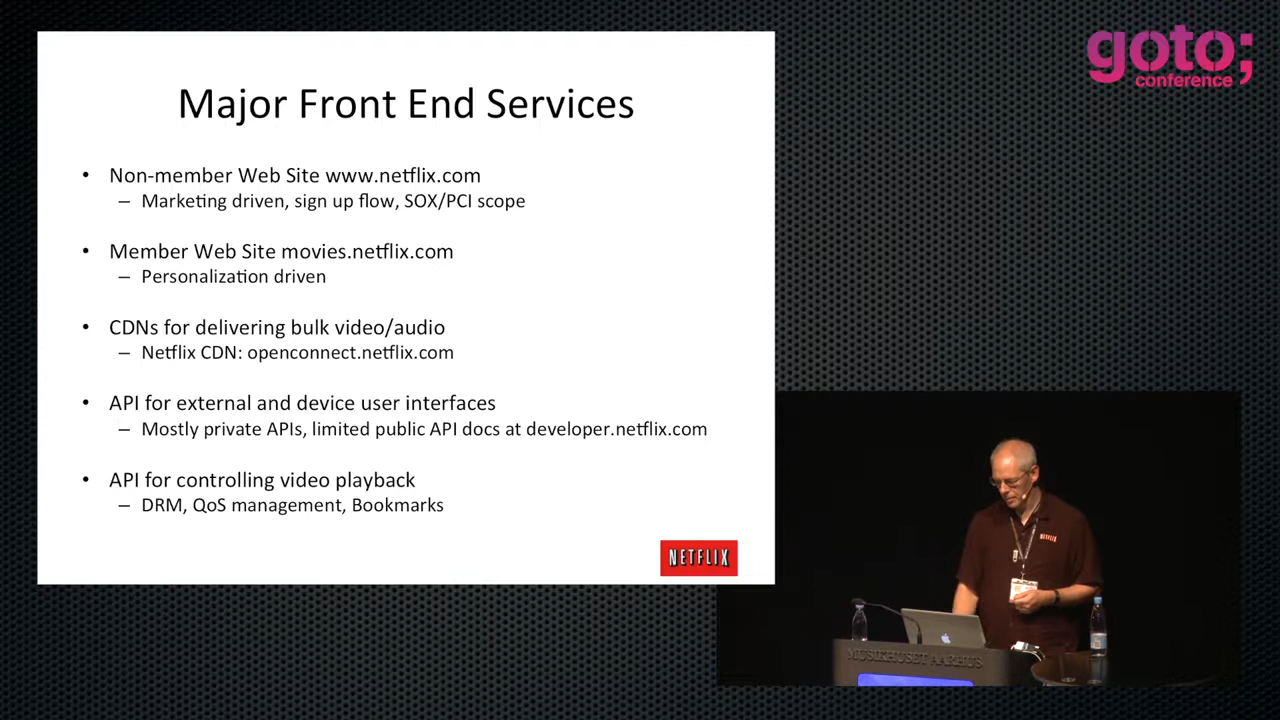 goto;
conference
Major Front End Services
• Non-member Web Site www.netflix.com
– Marketing driven, sign up flow, SOX/PCI scope
• Member Web Site movies.netflix.com
– Personalization driven
• CDNs for delivering bulk video/audio
– Netflix CDN: openconnect.netflix.com
• API for external and device user interfaces
– Mostly private APIs, limited public API docs at developer.netflix.com
• API for controlling video playback
– DRM, QoS management, Bookmarks
NETFLIX
NETFLIX
MUSIKHUSET AARHUS